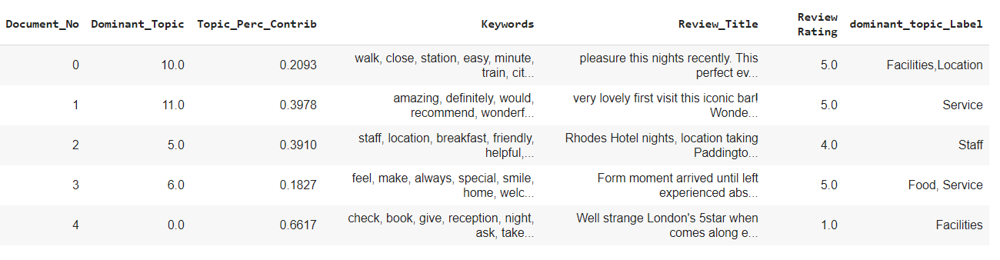 Document_No Dominant_Topic Topic_Perc_Contrib Keywords Review_Title Review Rating dominant_topic_Label
0 10.0 0.2093 walk, close, station, easy, minute, train, cit... pleasure this nights recently. This perfect ev... 5.0 Facilities,Location
1 11.0 0.3978 amazing, definitely, would, recommend, wonderf... very lovely first visit this iconic bar! Wonde... 5.0 Service
2 5.0 0.3910 staff, location, breakfast, friendly, helpful,... Rhodes Hotel nights, location taking Paddingto... 4.0 Staff
3 6.0 0.1827 feel, make, always, special, smile, home, welc... Form moment arrived until left experienced abs... 5.0 Food, Service
4 0.0 0.6617 check, book, give, reception, night, ask, take... Well strange London's 5star when comes along e... 1.0 Facilities